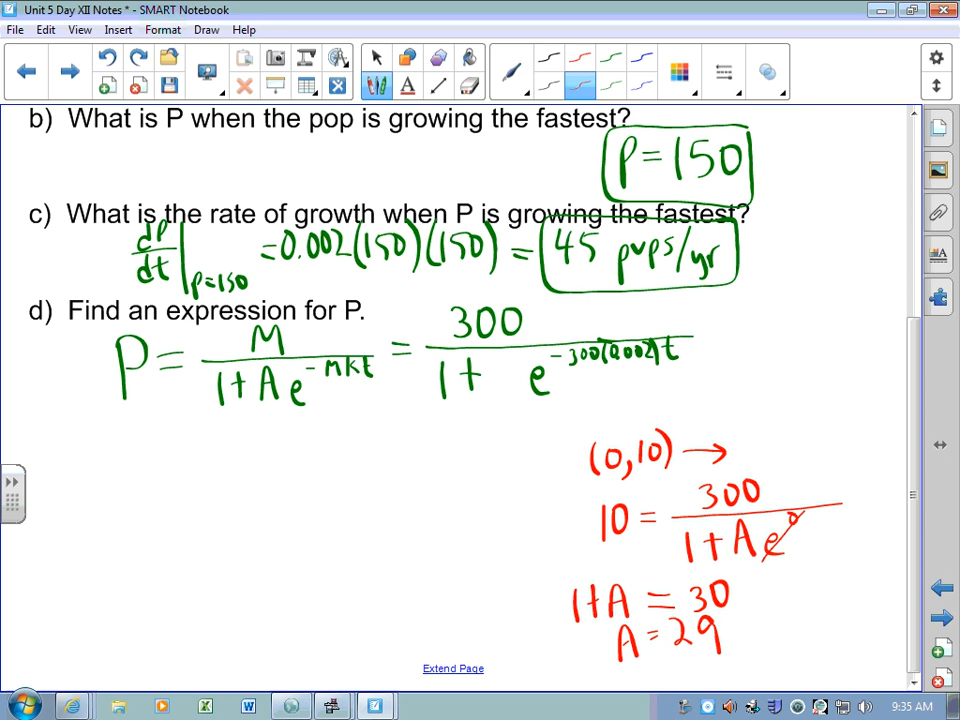 Unit 5 Day XII Notes * - SMART Notebook
File Edit View Insert Format Draw Help
b) What is P when the pop is growing the fastest?
P = 150
c) What is the rate of growth when P is growing the fastest?
dP/dt | P=150 = 0.002(150)(150) = 45 pups/yr
d) Find an expression for P.
P = M/(1+Ae^-Mkt) = 300/(1+ e^-300(0.002)t)
(0,10) →
10 = 300/(1+Ae^0)
1+A = 30
A = 29
Extend Page
9:35 AM